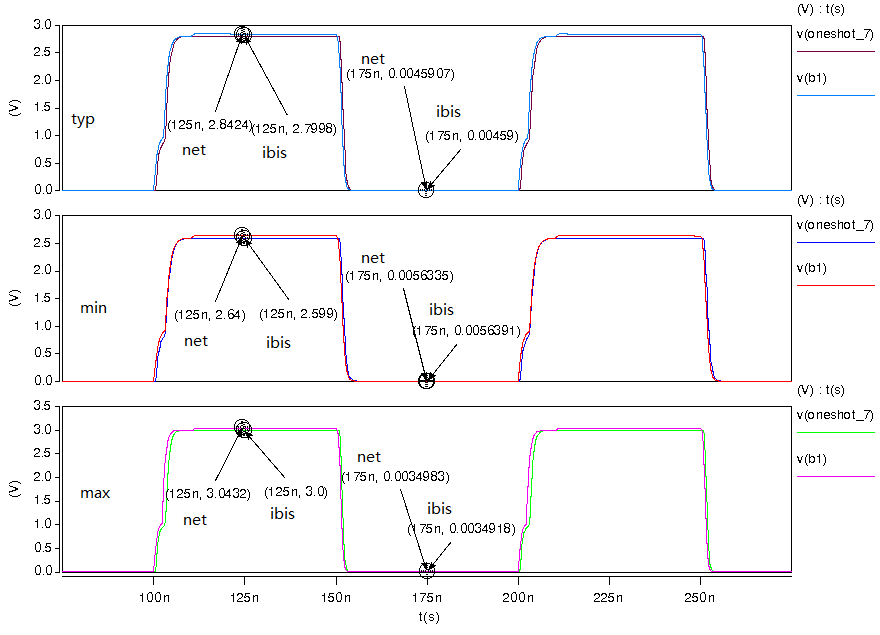 (V) : t(s)
v(oneshot_7)
v(b1)
3.0
2.5
2.0
1.5
1.0
0.5
0.0
(V)
typ
(125n, 2.8424)
net
(125n, 2.7998)
ibis
net
(175n, 0.0045907)
ibis
(175n, 0.00459)
(V) : t(s)
v(oneshot_7)
v(b1)
3.0
2.5
2.0
1.5
1.0
0.5
0.0
(V)
min
(125n, 2.64)
net
(125n, 2.599)
ibis
net
(175n, 0.0056335)
ibis
(175n, 0.0056391)
(V) : t(s)
v(oneshot_7)
v(b1)
3.5
3.0
2.5
2.0
1.5
1.0
0.5
0.0
(V)
max
(125n, 3.0432)
net
(125n, 3.0)
ibis
net
(175n, 0.0034983)
ibis
(175n, 0.0034918)
100n 125n 150n 175n 200n 225n 250n
t(s)